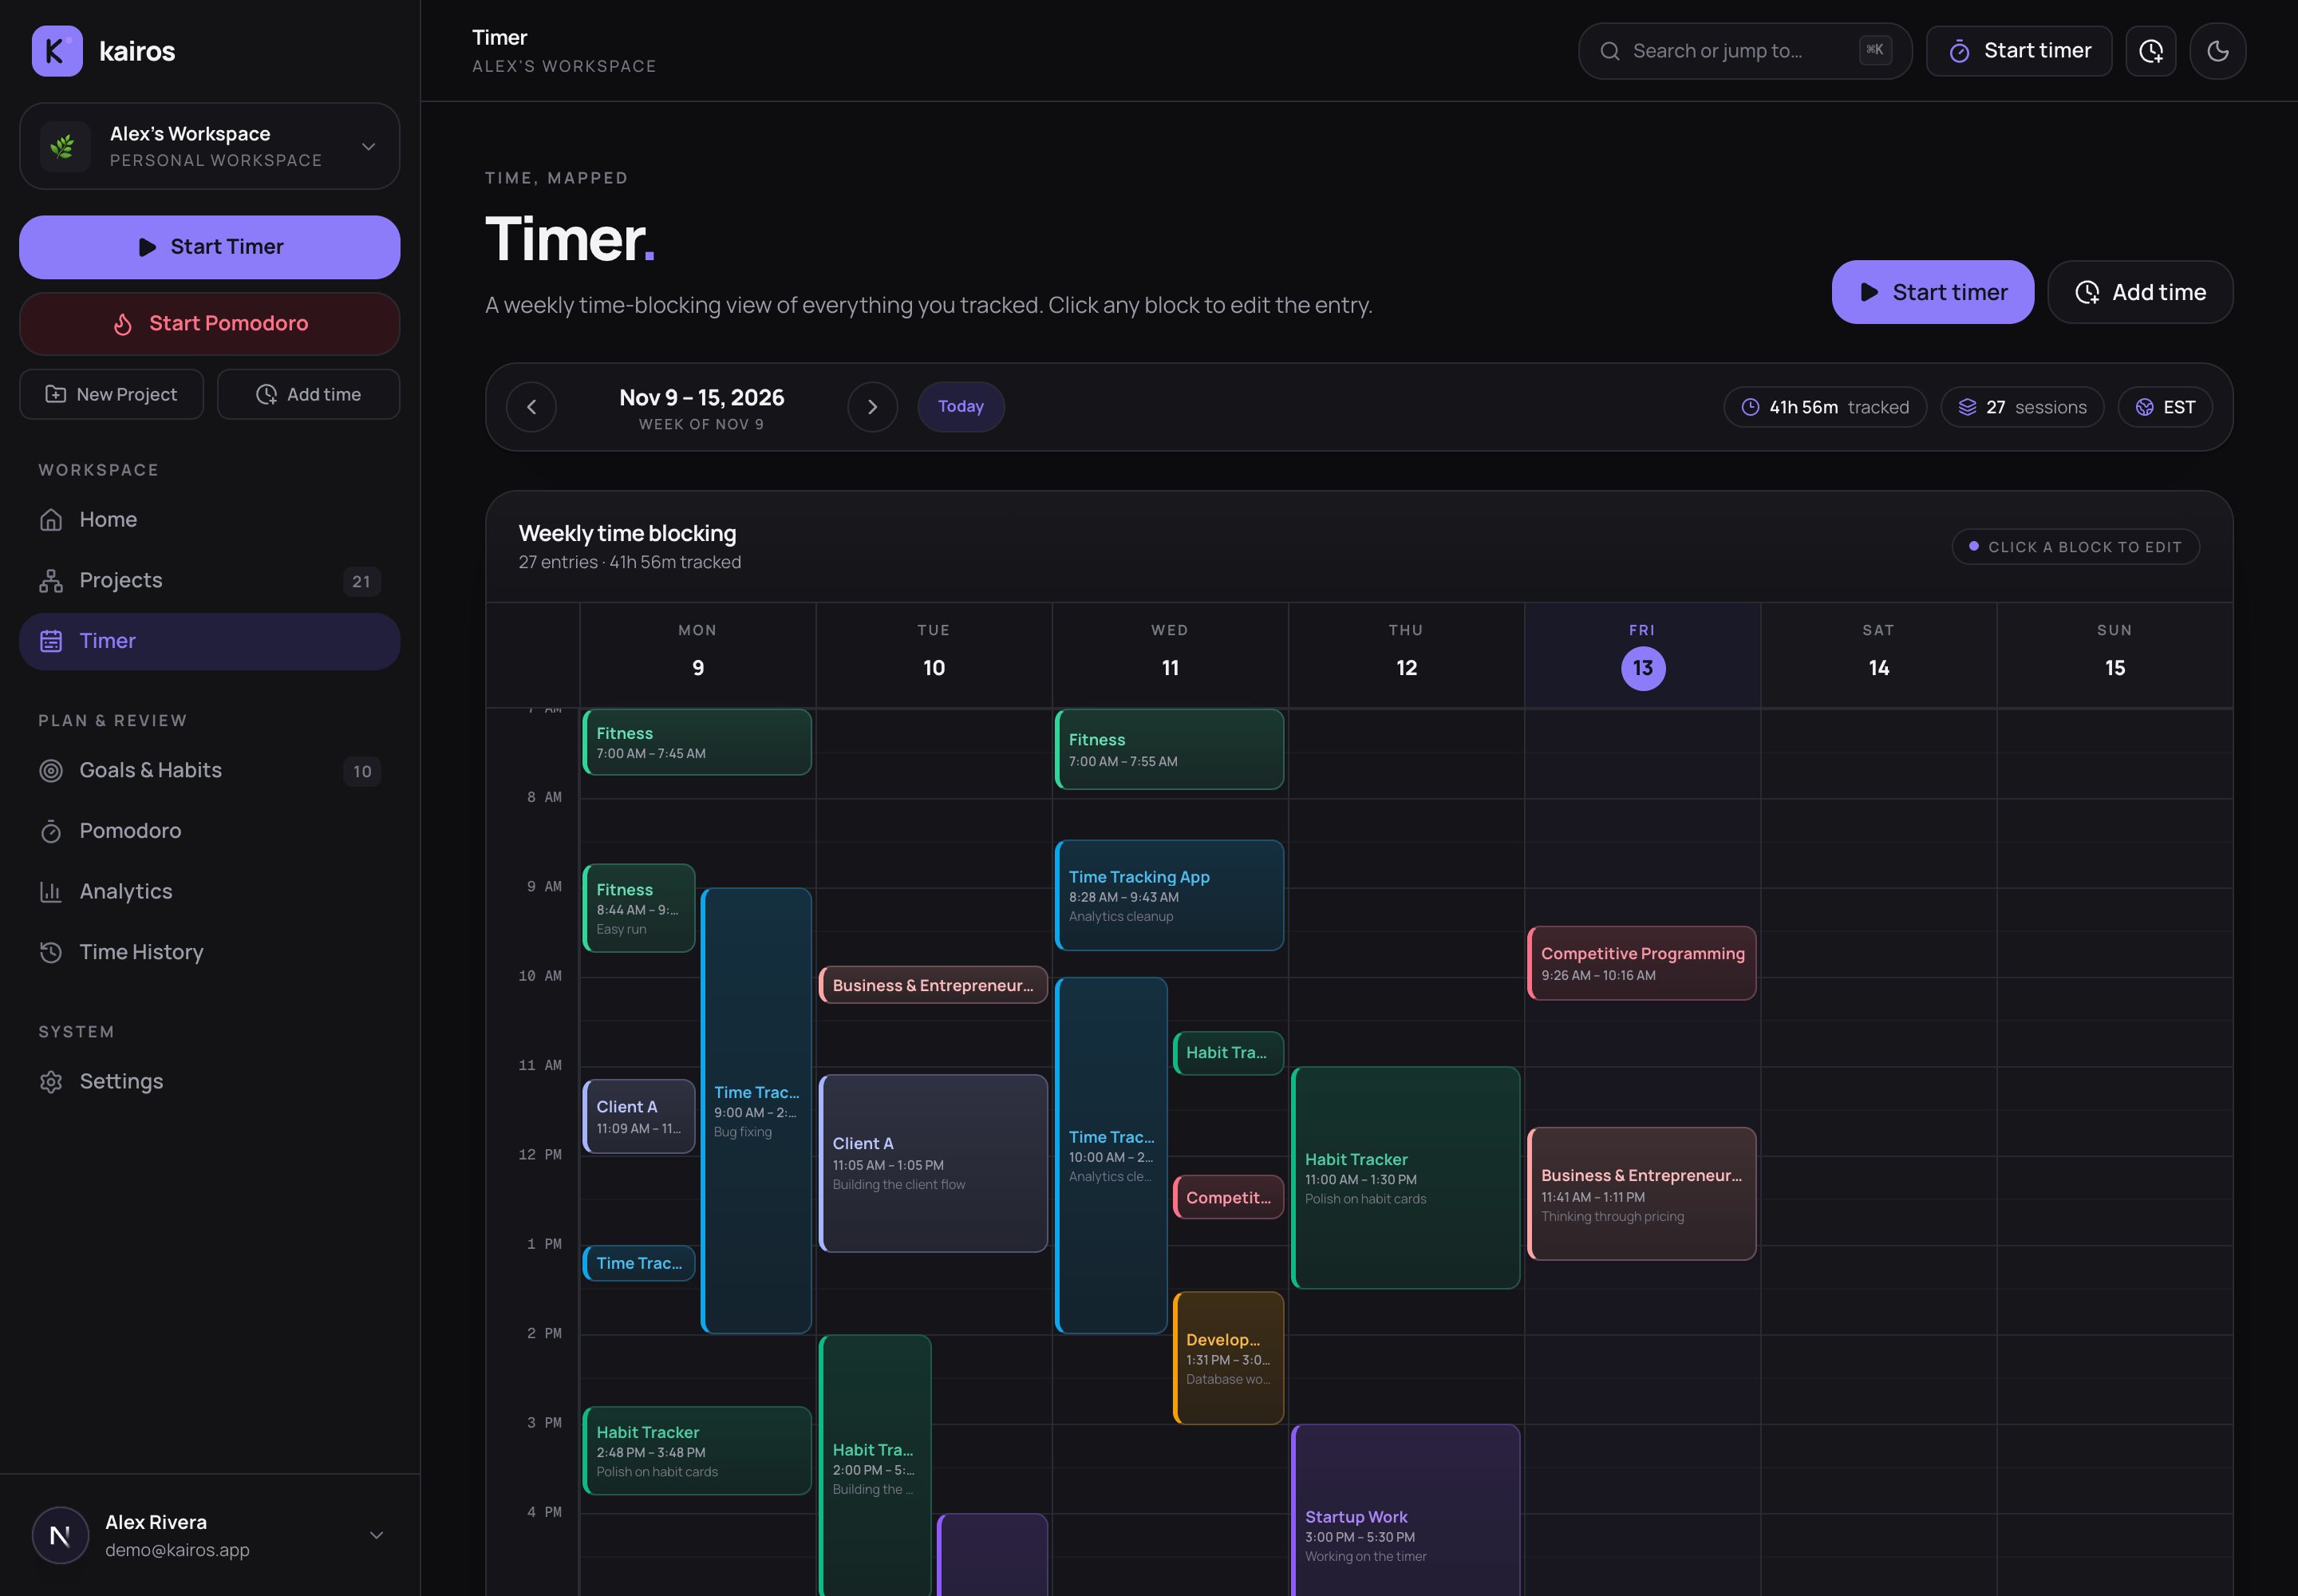 kairos
Alex's Workspace
PERSONAL WORKSPACE
Start Timer
Start Pomodoro
New Project
Add time
WORKSPACE
Home
Projects 21
Timer
PLAN & REVIEW
Goals & Habits 10
Pomodoro
Analytics
Time History
SYSTEM
Settings
Alex Rivera
demo@kairos.app
Timer
ALEX'S WORKSPACE
Search or jump to... ⌘K
Start timer
TIME, MAPPED
Timer.
A weekly time-blocking view of everything you tracked. Click any block to edit the entry.
Start timer
Add time
Nov 9 – 15, 2026
WEEK OF NOV 9
Today
41h 56m tracked
27 sessions
EST
Weekly time blocking
27 entries · 41h 56m tracked
CLICK A BLOCK TO EDIT
MON 9
TUE 10
WED 11
THU 12
FRI 13
SAT 14
SUN 15
7 AM
8 AM
9 AM
10 AM
11 AM
12 PM
1 PM
2 PM
3 PM
4 PM
Fitness
7:00 AM – 7:45 AM
Fitness
8:44 AM – 9:...
Easy run
Time Trac...
9:00 AM – 2:...
Bug fixing
Client A
11:09 AM – 11...
Time Trac...
Habit Tracker
2:48 PM – 3:48 PM
Polish on habit cards
Business & Entrepreneur...
Client A
11:05 AM – 1:05 PM
Building the client flow
Habit Tra...
2:00 PM – 5:...
Building the ...
Fitness
7:00 AM – 7:55 AM
Time Tracking App
8:28 AM – 9:43 AM
Analytics cleanup
Time Trac...
10:00 AM – 2...
Analytics cle...
Habit Tra...
Competit...
Develop...
1:31 PM – 3:0...
Database wo...
Habit Tracker
11:00 AM – 1:30 PM
Polish on habit cards
Startup Work
3:00 PM – 5:30 PM
Working on the timer
Competitive Programming
9:26 AM – 10:16 AM
Business & Entrepreneur...
11:41 AM – 1:11 PM
Thinking through pricing